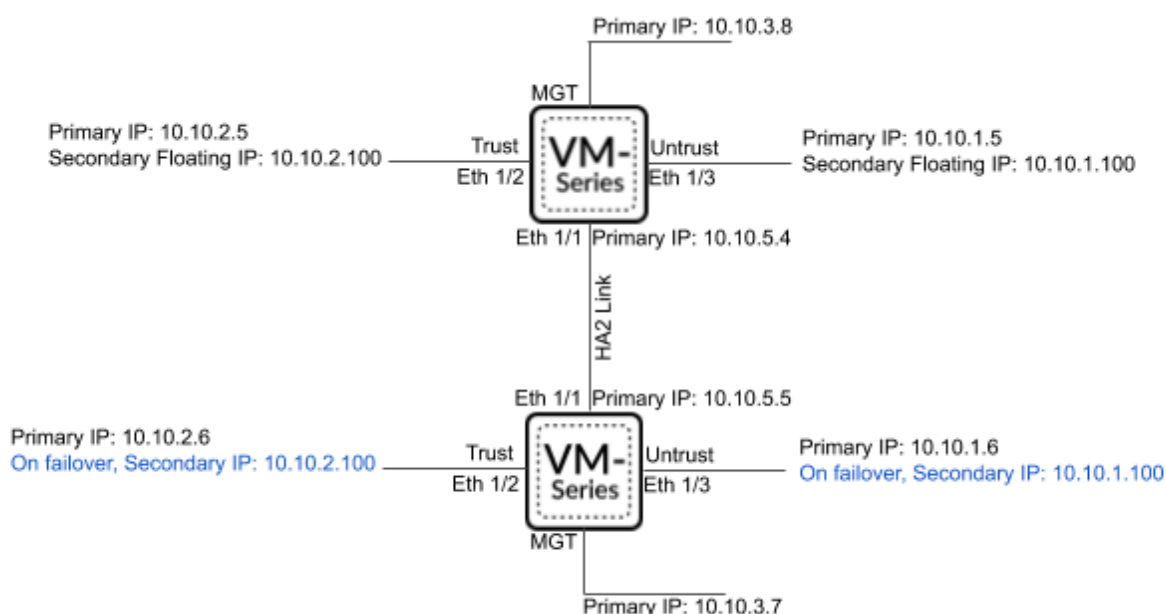 Primary IP: 10.10.3.8
MGT
Primary IP: 10.10.2.5
Secondary Floating IP: 10.10.2.100
Trust
Eth 1/2
VM-
Series
Untrust
Eth 1/3
Primary IP: 10.10.1.5
Secondary Floating IP: 10.10.1.100
Eth 1/1 Primary IP: 10.10.5.4
HA2 Link
Eth 1/1 Primary IP: 10.10.5.5
Primary IP: 10.10.2.6
On failover, Secondary IP: 10.10.2.100
Trust
Eth 1/2
VM-
Series
Untrust
Eth 1/3
Primary IP: 10.10.1.6
On failover, Secondary IP: 10.10.1.100
MGT
Primary IP: 10.10.3.7